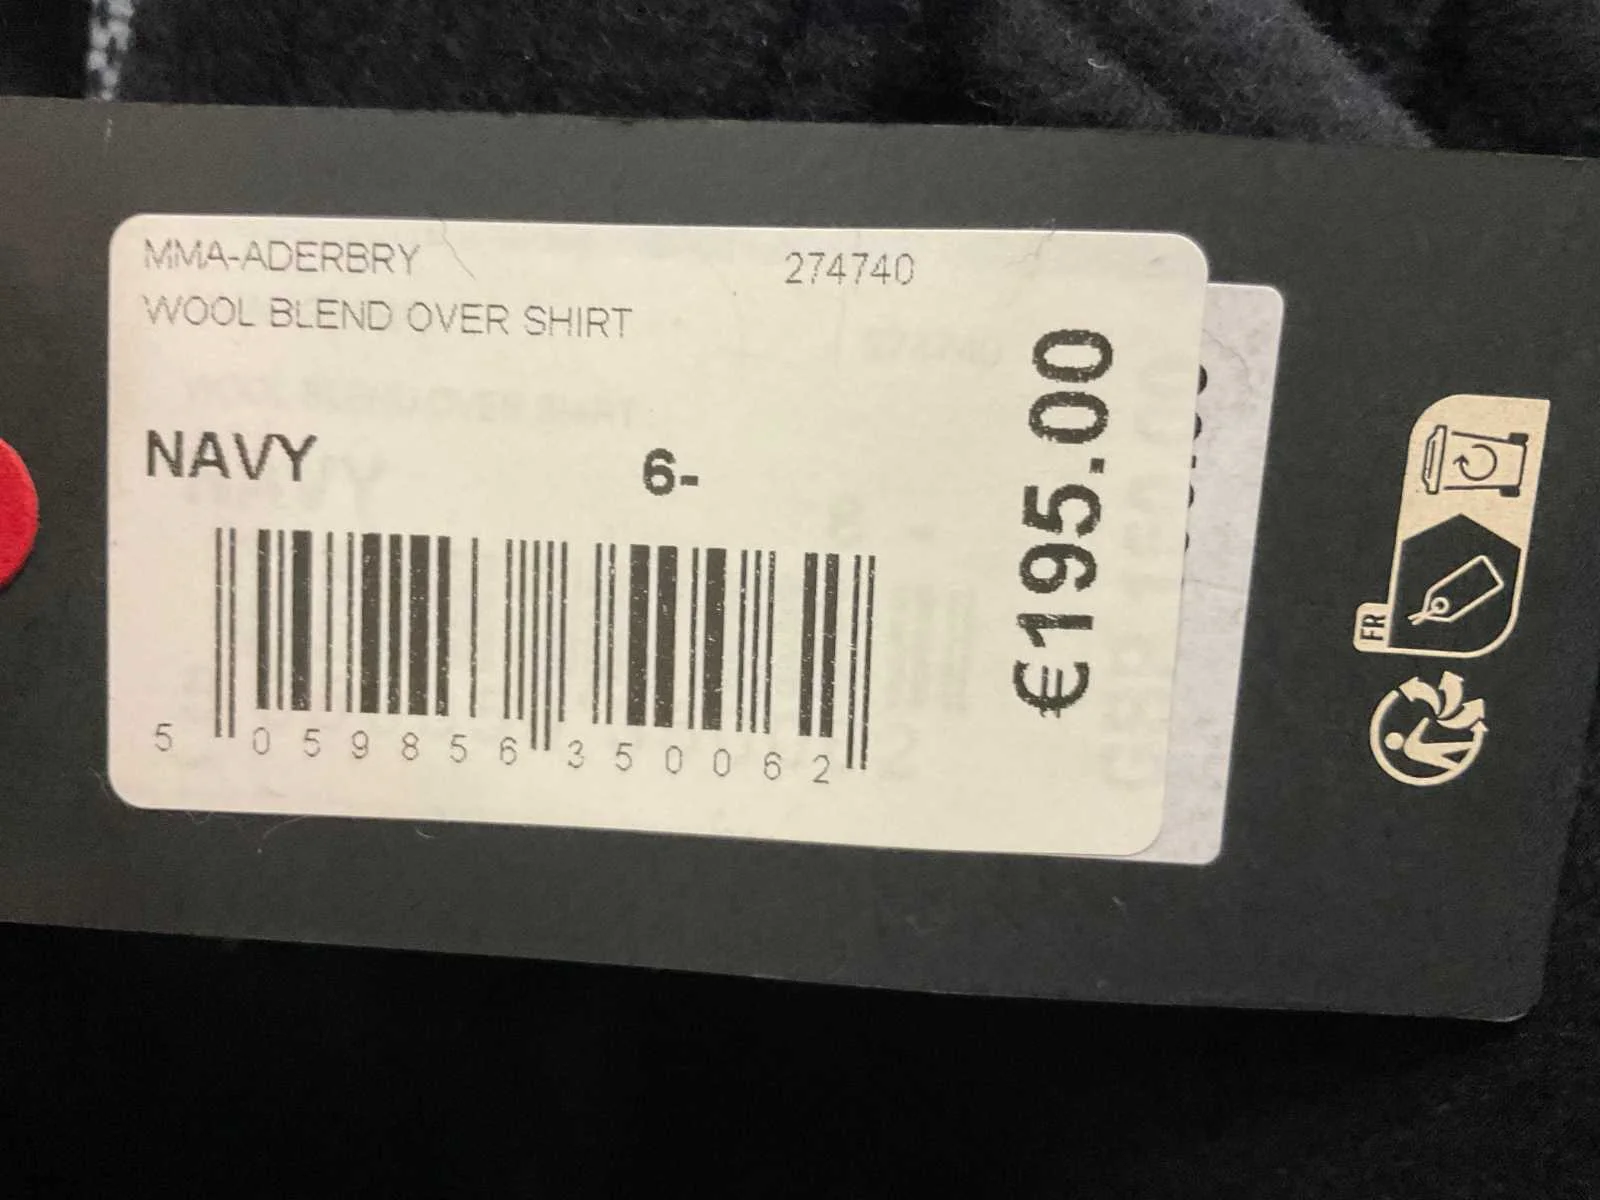 MMA-ADERBRY 274740
WOOL BLEND OVER SHIRT
NAVY 6-
€195.00
5 059856 350062
FR